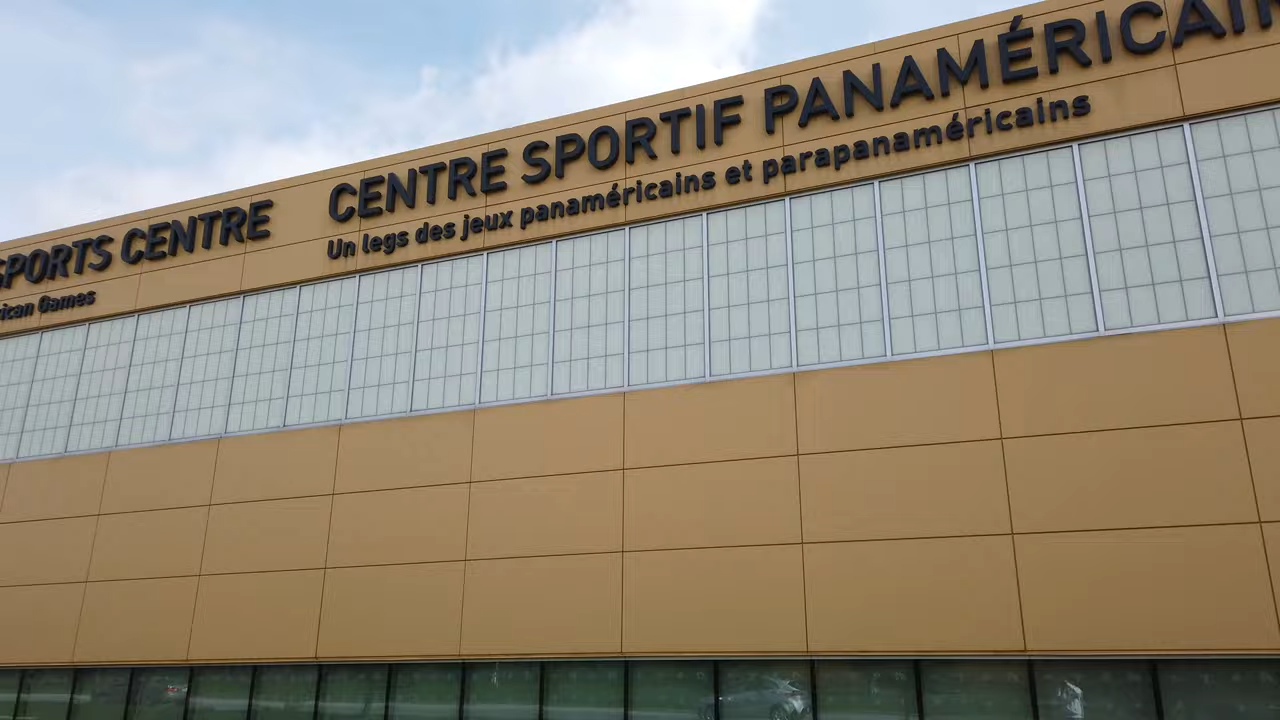 SPORTS CENTRE
ican Games
CENTRE SPORTIF PANAMÉRICAIN
Un legs des jeux panaméricains et parapanaméricains